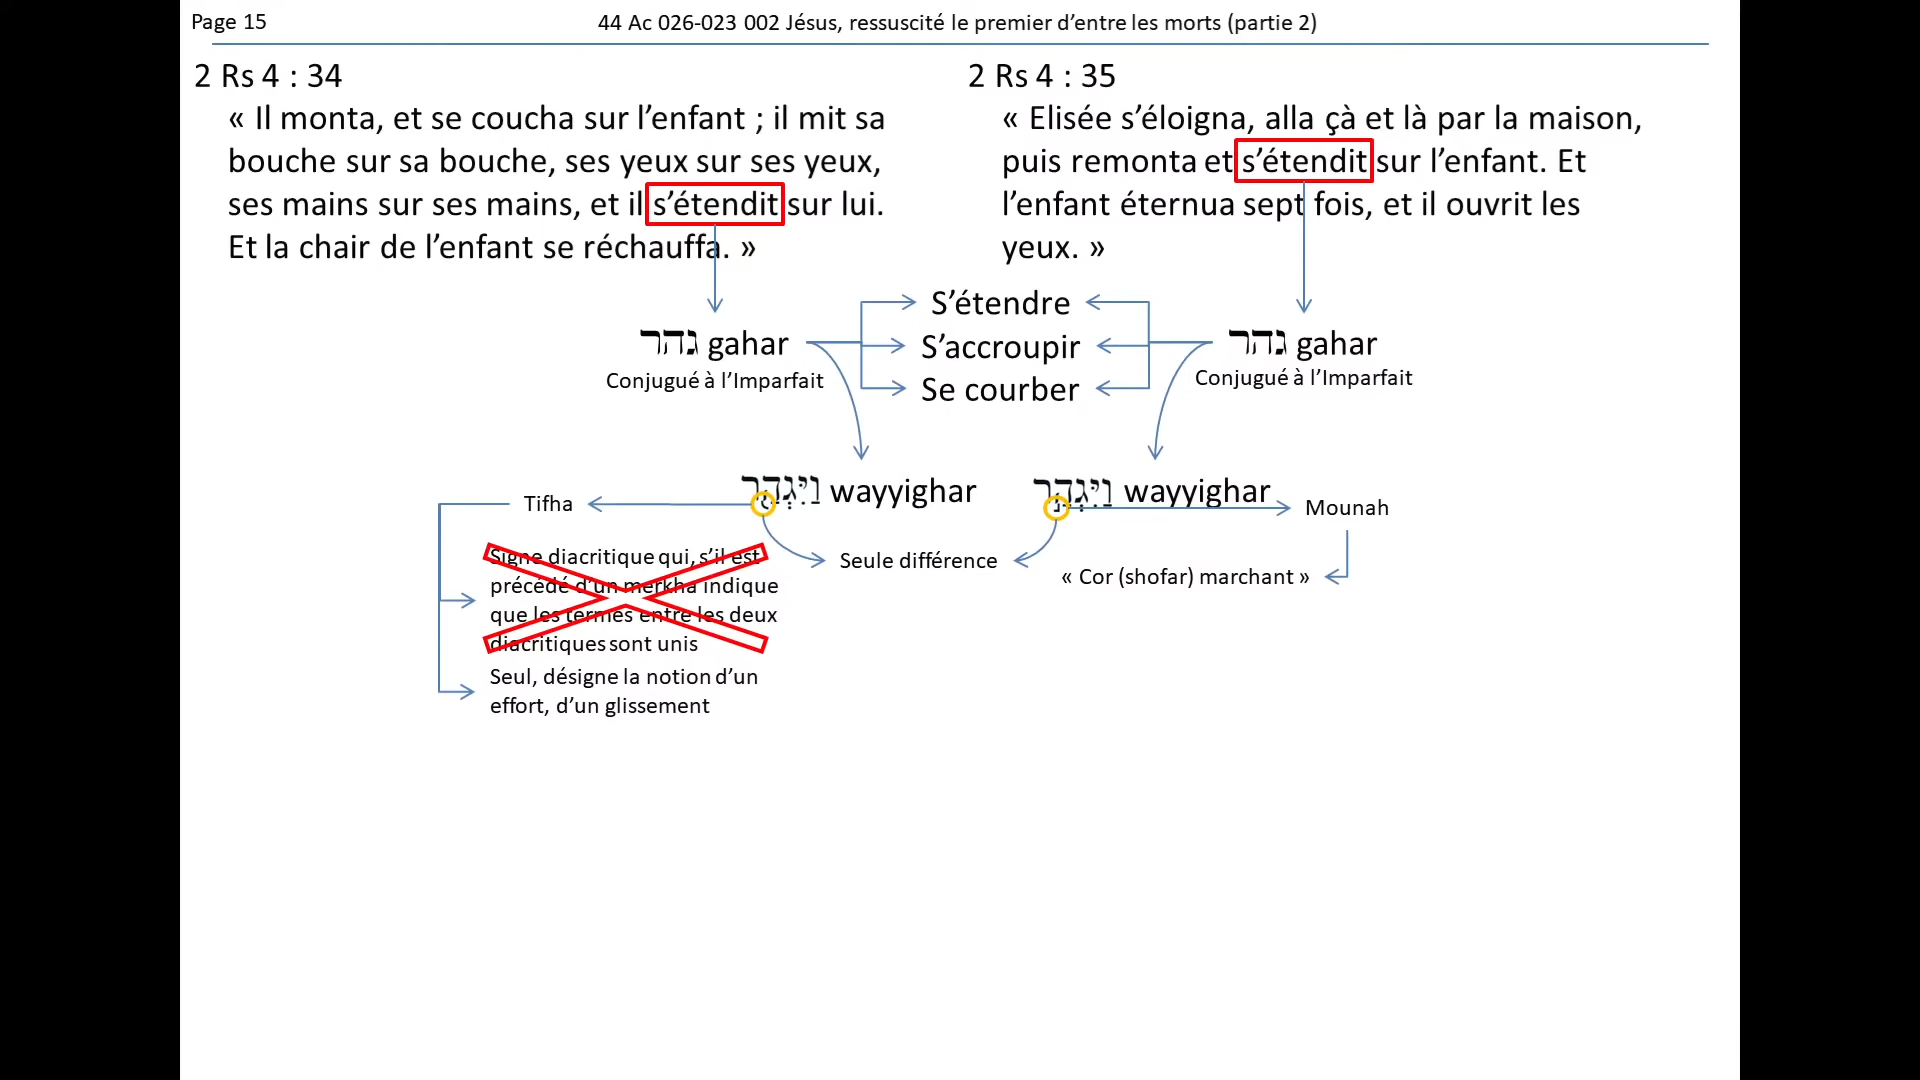 Page 15
44 Ac 026-023 002 Jésus, ressuscité le premier d’entre les morts (partie 2)
2 Rs 4 : 34
« Il monta, et se coucha sur l’enfant ; il mit sa
bouche sur sa bouche, ses yeux sur ses yeux,
ses mains sur ses mains, et il s’étendit sur lui.
Et la chair de l’enfant se réchauffa. »
2 Rs 4 : 35
« Elisée s’éloigna, alla çà et là par la maison,
puis remonta et s’étendit sur l’enfant. Et
l’enfant éternua sept fois, et il ouvrit les
yeux. »
S’étendre
S’accroupir
Se courber
גהר gahar
Conjugué à l’Imparfait
גהר gahar
Conjugué à l’Imparfait
וַיִּגְהַ֖ר wayyighar
וַיִּגְהַ֣ר wayyighar
Tifha
Mounah
Seule différence
« Cor (shofar) marchant »
Signe diacritique qui, s’il est
précédé d’un merkha indique
que les termes entre les deux
diacritiques sont unis
Seul, désigne la notion d’un
effort, d’un glissement